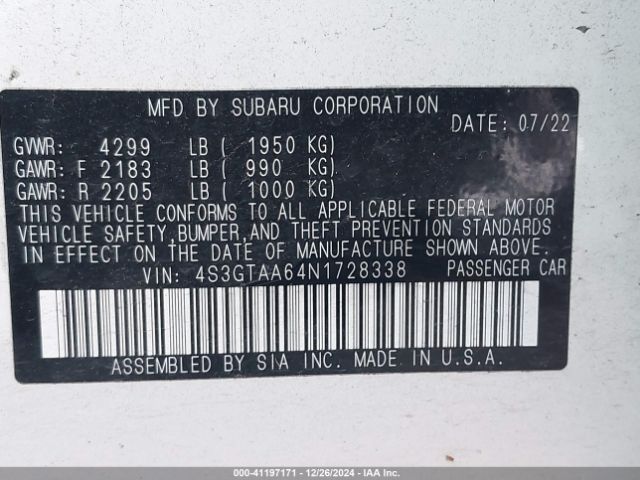 MFD BY SUBARU CORPORATION
DATE: 07/22
GVWR: 4299 LB ( 1950 KG)
GAWR: F 2183 LB ( 990 KG)
GAWR: R 2205 LB ( 1000 KG)
THIS VEHICLE CONFORMS TO ALL APPLICABLE FEDERAL MOTOR
VEHICLE SAFETY, BUMPER, AND THEFT PREVENTION STANDARDS
IN EFFECT ON THE DATE OF MANUFACTURE SHOWN ABOVE.
VIN: 4S3GTAA64N1728338 PASSENGER CAR
ASSEMBLED BY SIA INC. MADE IN U.S.A.
000-41197171 | 12/26/2024 - IAA Inc.